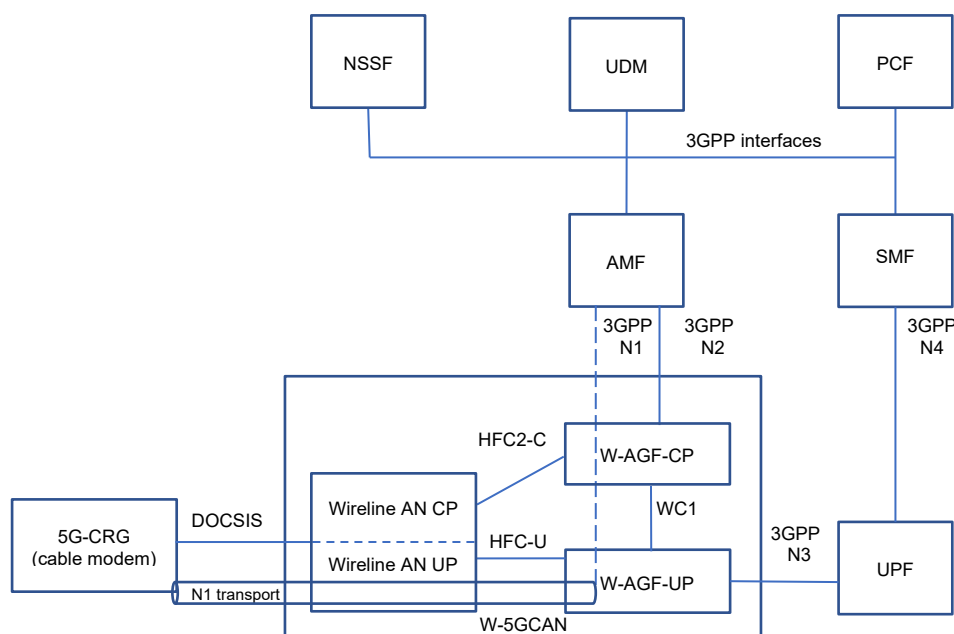 NSSF
UDM
PCF
3GPP interfaces
AMF
SMF
3GPP
N1
3GPP
N2
3GPP
N4
HFC2-C
W-AGF-CP
Wireline AN CP
WC1
DOCSIS
5G-CRG
(cable modem)
HFC-U
Wireline AN UP
3GPP
N3
W-AGF-UP
UPF
N1 transport
W-5GCAN